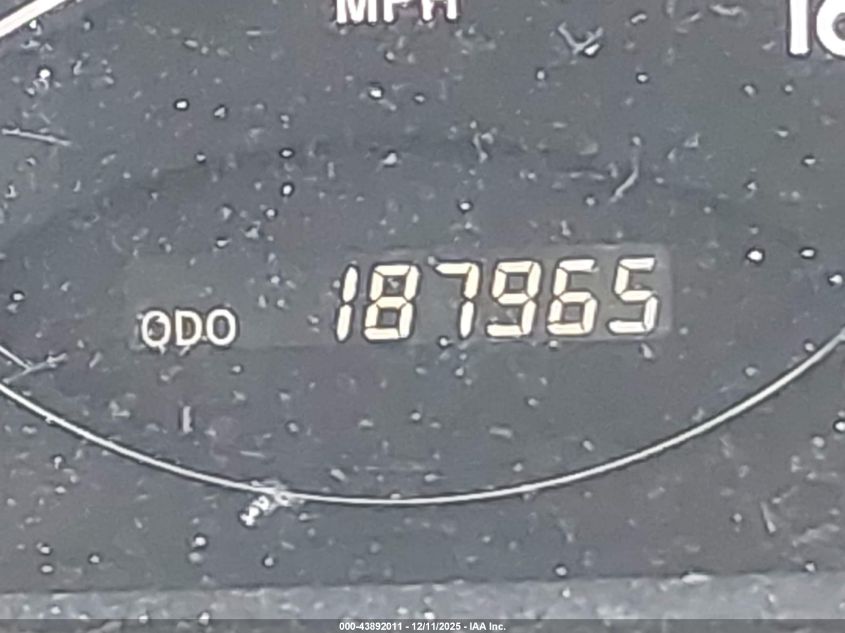 MPH
ODO 187965
000-43892011 - 12/11/2025 - IAA Inc.